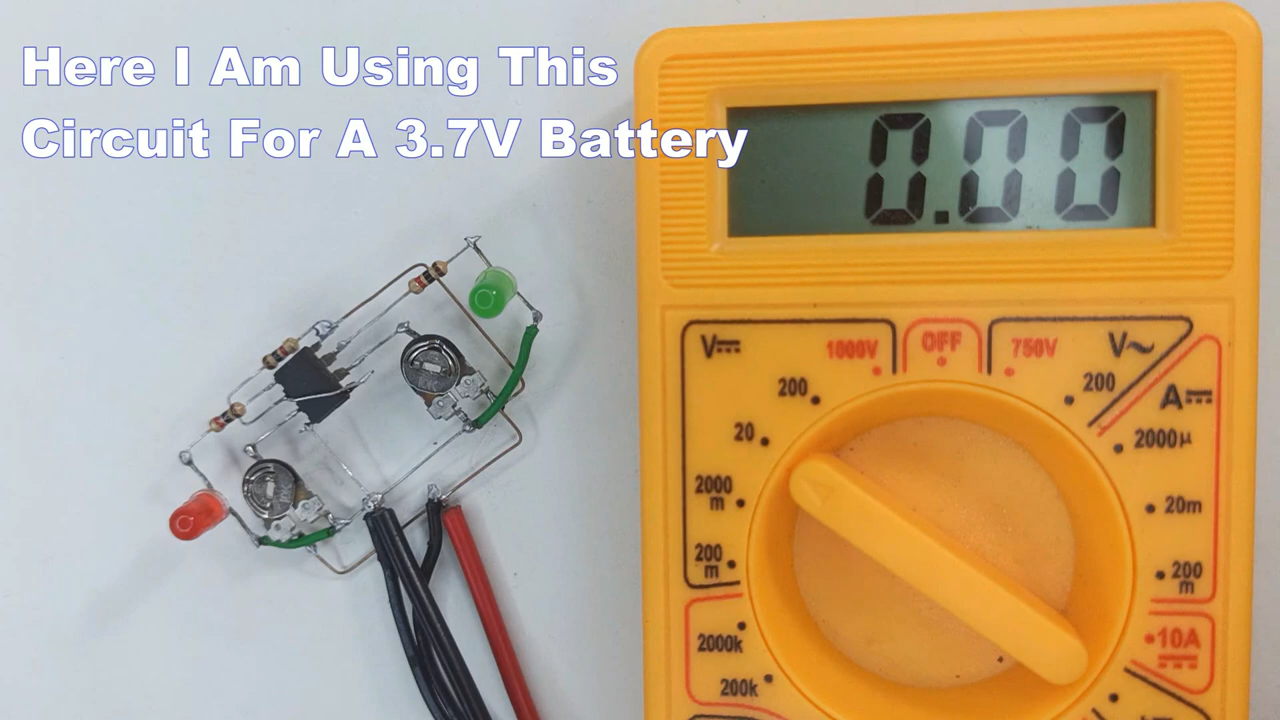 Here I Am Using This
Circuit For A 3.7V Battery
0.00
V⎓
1000V
OFF
750V
V~
200
200
A⎓
20
2000µ
2000
m
20m
200
m
200
m
2000k
10A
200k